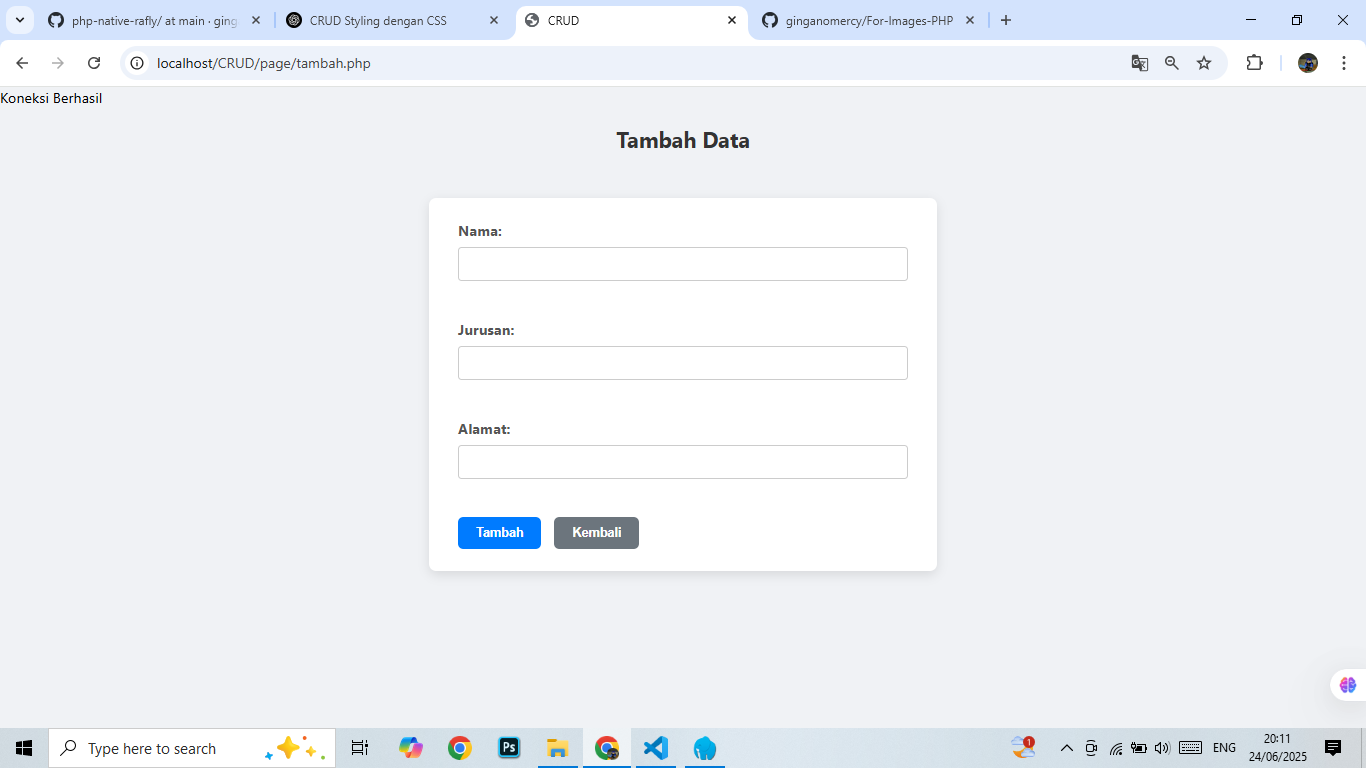 php-native-rafly/ at main · ging
CRUD Styling dengan CSS
CRUD
ginganomercy/For-Images-PHP
localhost/CRUD/page/tambah.php
Koneksi Berhasil
Tambah Data
Nama:
Jurusan:
Alamat:
Tambah
Kembali
Type here to search
Ps
1
ENG
20:11
24/06/2025